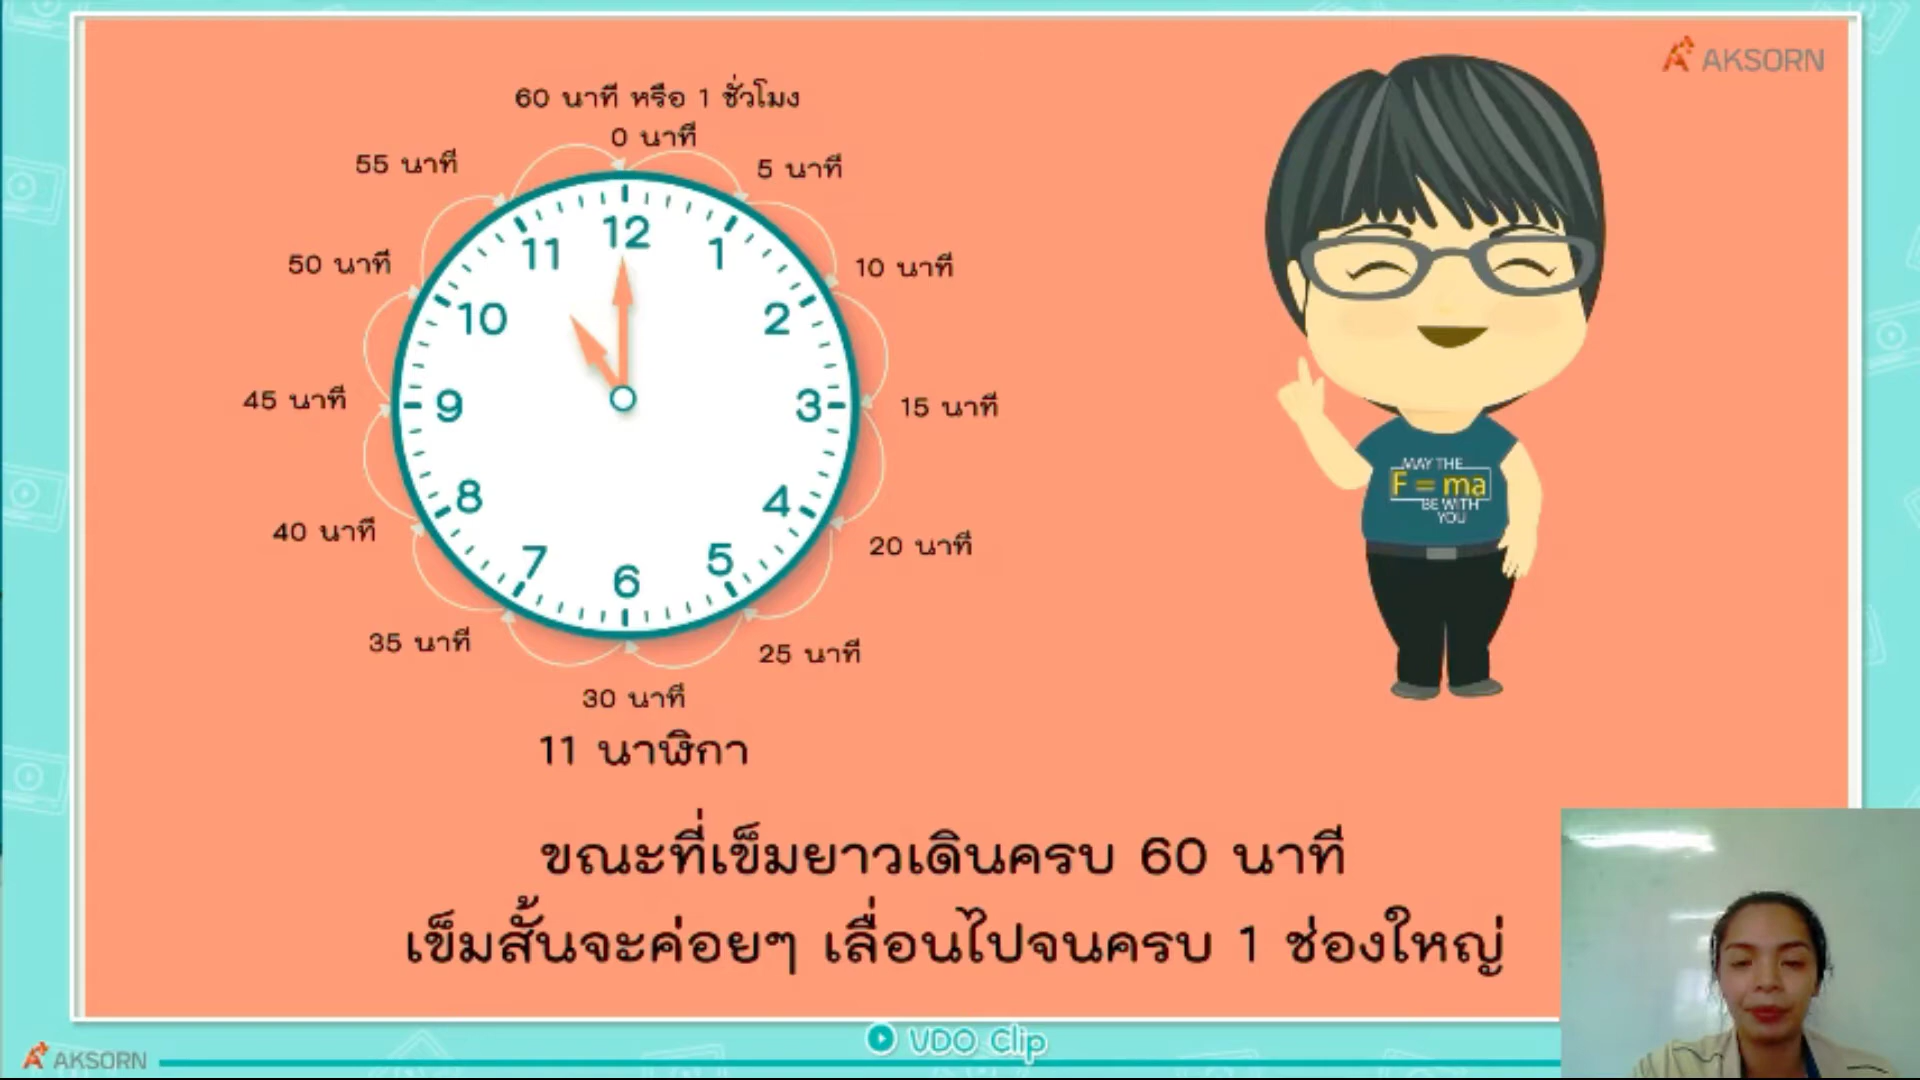 AKSORN
60 นาที หรือ 1 ชั่วโมง
0 นาที
55 นาที
5 นาที
50 นาที
10 นาที
45 นาที
15 นาที
40 นาที
20 นาที
35 นาที
25 นาที
30 นาที
12
11
1
10
2
9
3
8
4
7
5
6
MAY THE
F = ma
BE WITH
YOU
11 นาฬิกา
ขณะที่เข็มยาวเดินครบ 60 นาที
เข็มสั้นจะค่อยๆ เลื่อนไปจนครบ 1 ช่องใหญ่
VDO Clip
AKSORN